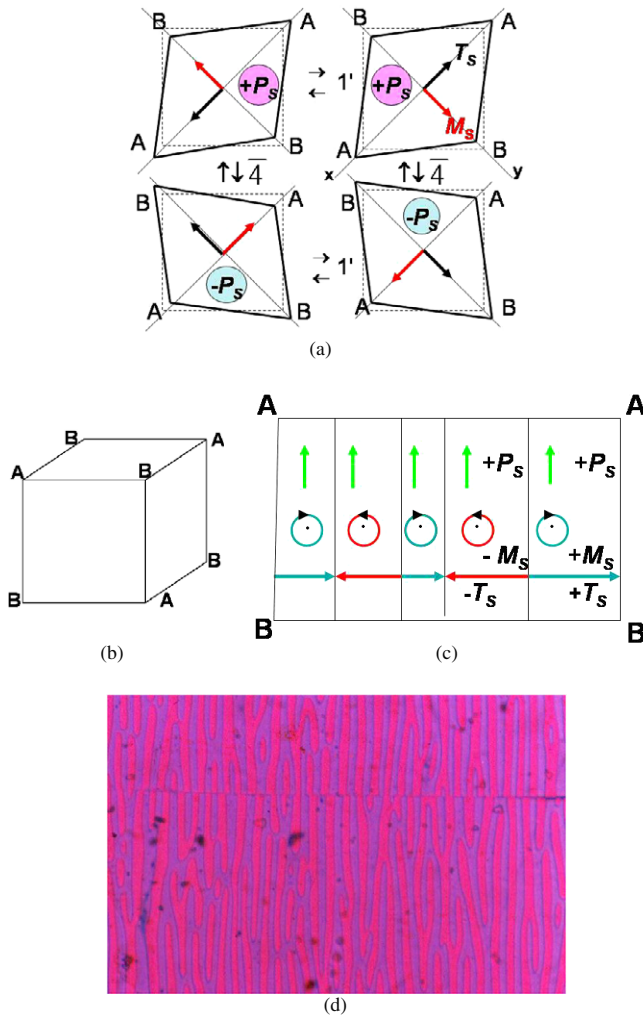 B A B A
+Ps → ← 1' +Ps Ts
Ms
A B A B
↑↓ 4̅ x ↑↓ 4̅ y
B A B A
-Ps → ← 1' -Ps
A B A B
(a)
A A
B A
A B
+Ps +Ps
B
- Ms +Ms
B A
-Ts +Ts
B B
(b) (c)
(d)